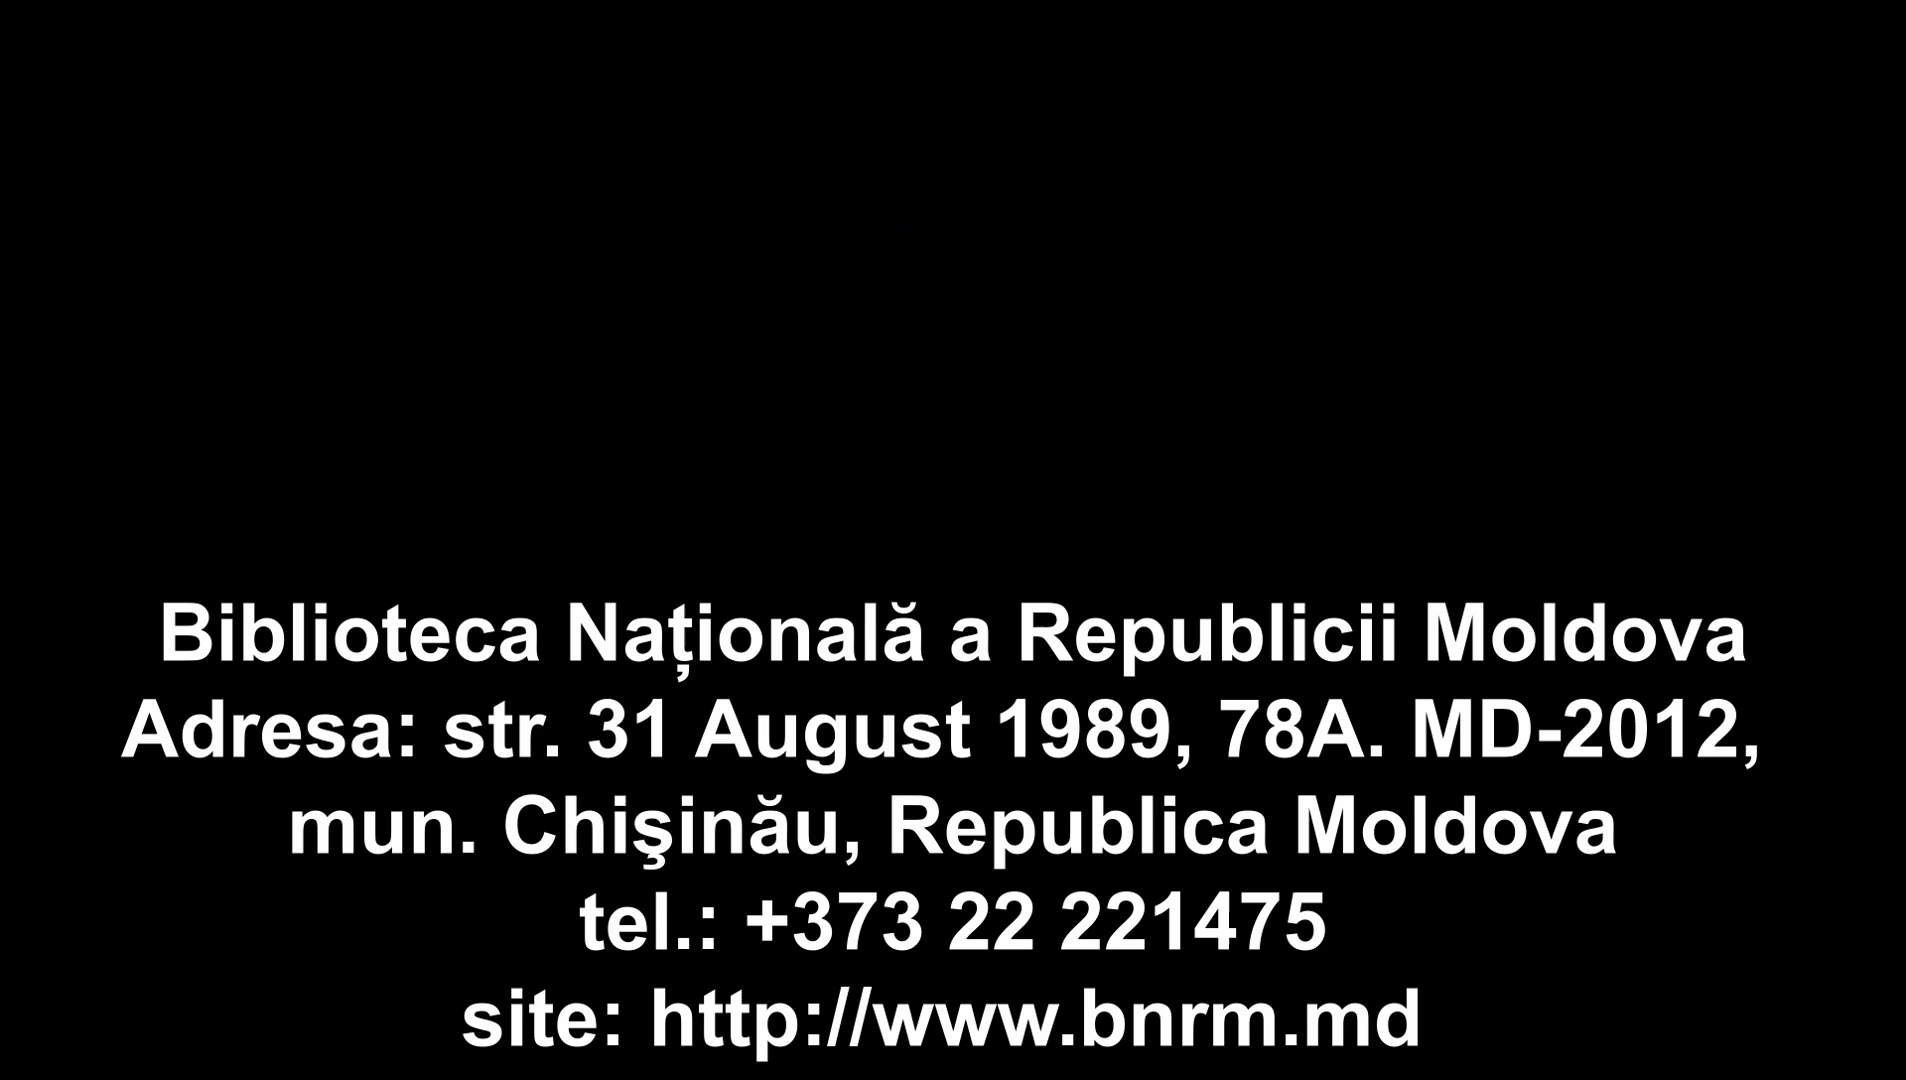 Biblioteca Națională a Republicii Moldova
Adresa: str. 31 August 1989, 78A. MD-2012,
mun. Chişinău, Republica Moldova
tel.: +373 22 221475
site: http://www.bnrm.md